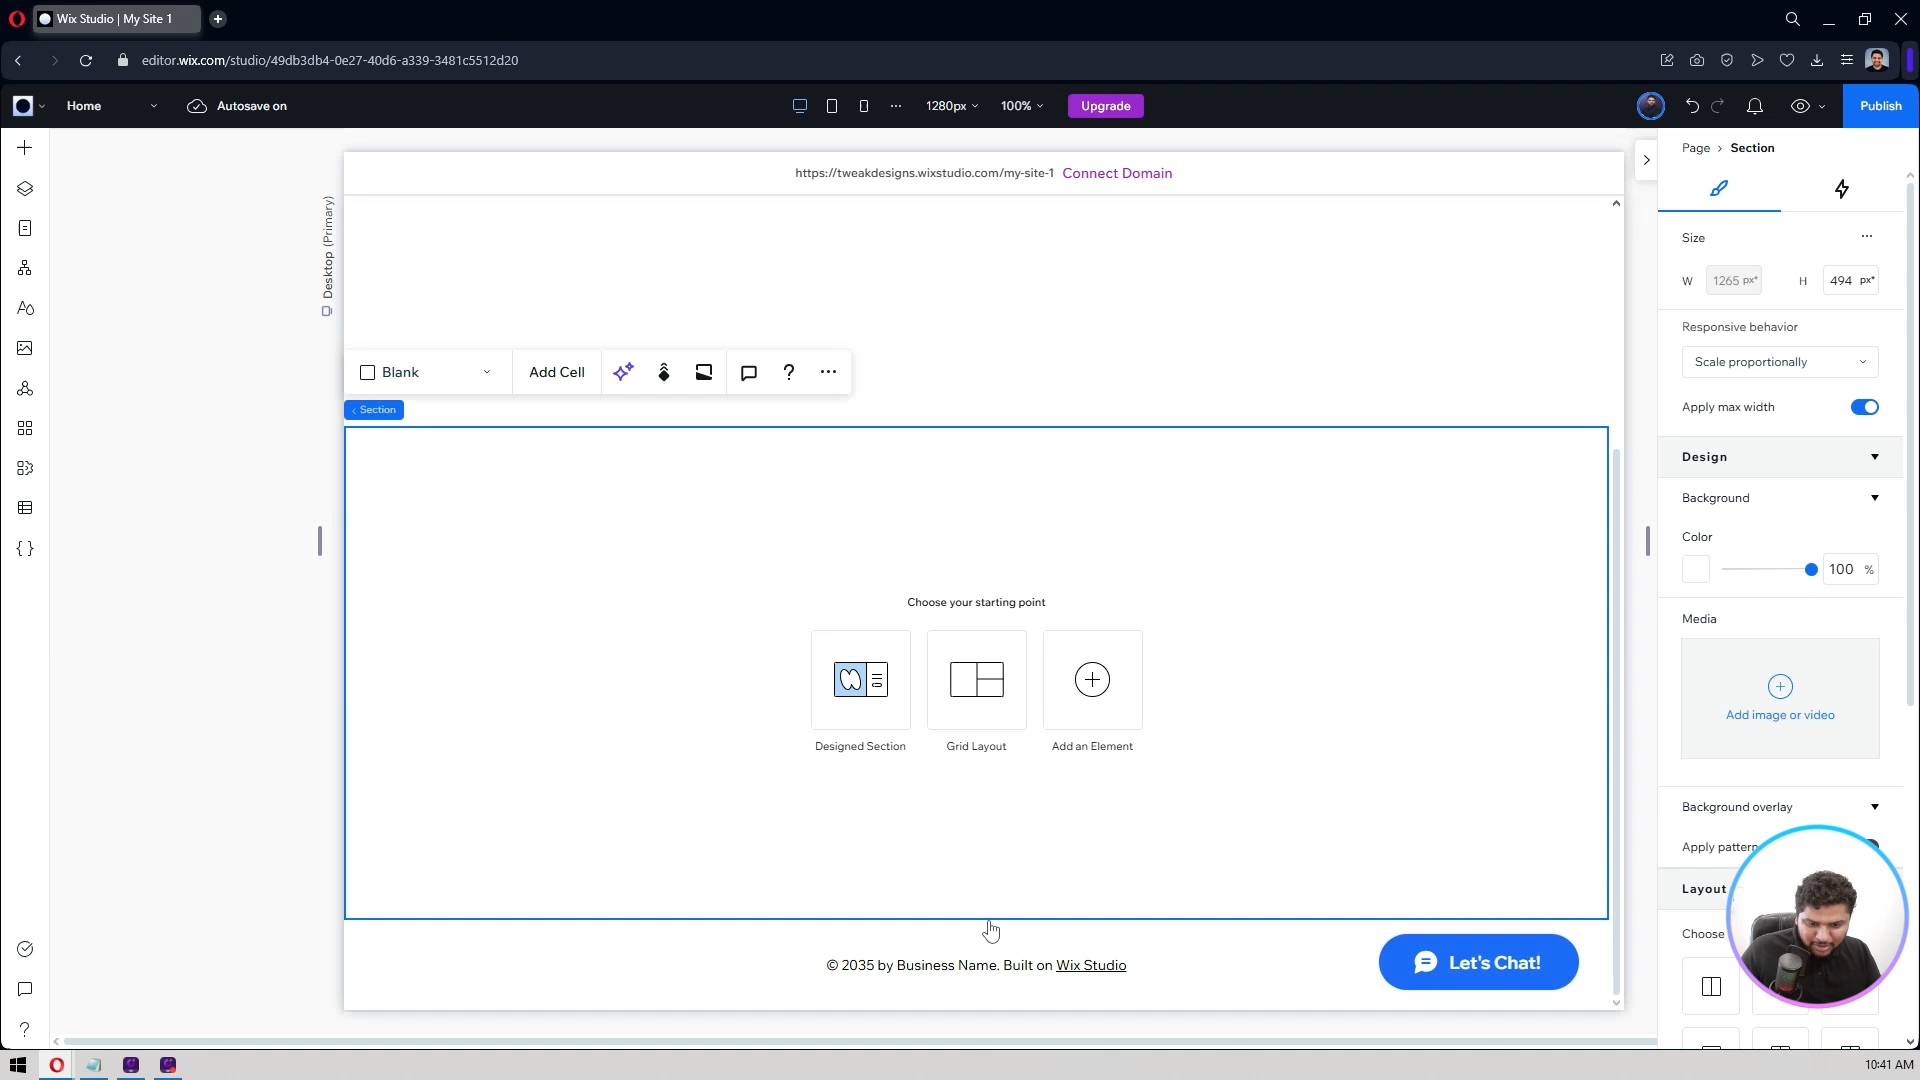 Wix Studio | My Site 1
editor.wix.com/studio/49db3db4-0e27-40d6-a339-3481c5512d20
Home
Autosave on
1280px
100%
Upgrade
Publish
https://tweakdesigns.wixstudio.com/my-site-1 Connect Domain
Page > Section
Desktop (Primary)
Size
W 1265 px* H 494 px*
Responsive behavior
Scale proportionally
Apply max width
Blank
Add Cell
?
< Section
Design
Background
Color
100 %
Choose your starting point
Designed Section
Grid Layout
Add an Element
Media
Add image or video
Background overlay
Apply pattern
Layout
Choose
© 2035 by Business Name. Built on Wix Studio
Let's Chat!
?
10:41 AM